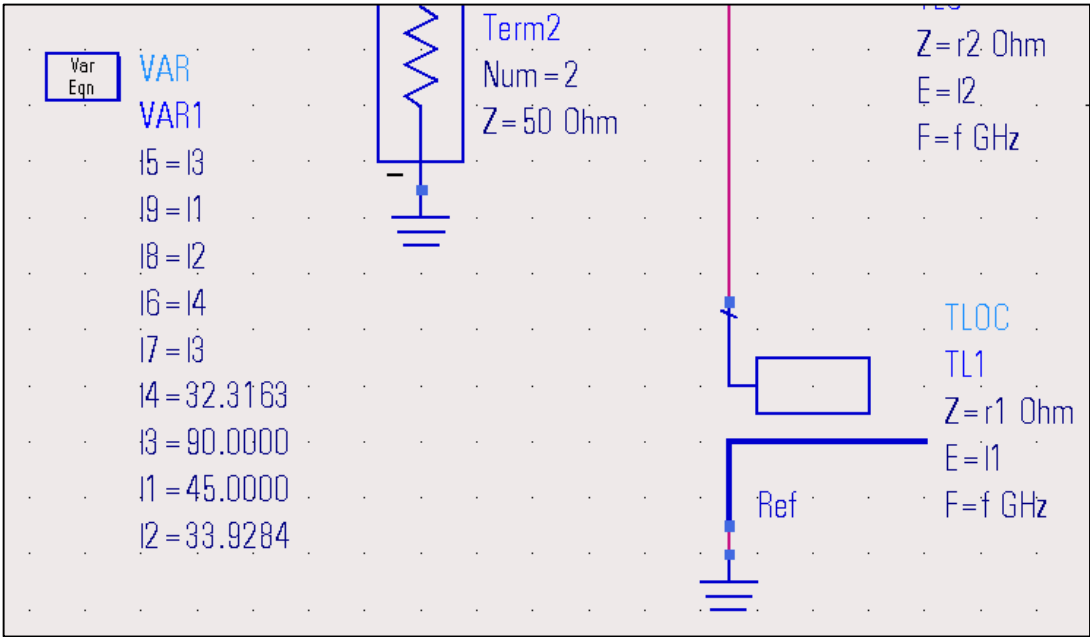 Var
Eqn
VAR
VAR1
l5=l3
l9=l1
l8=l2
l6=l4
l7=l3
l4=32.3163
l3=90.0000
l1=45.0000
l2=33.9284
Term2
Num=2
Z=50 Ohm
Z=r2 Ohm
E=l2
F=f GHz
TLOC
TL1
Z=r1 Ohm
E=l1
F=f GHz
Ref